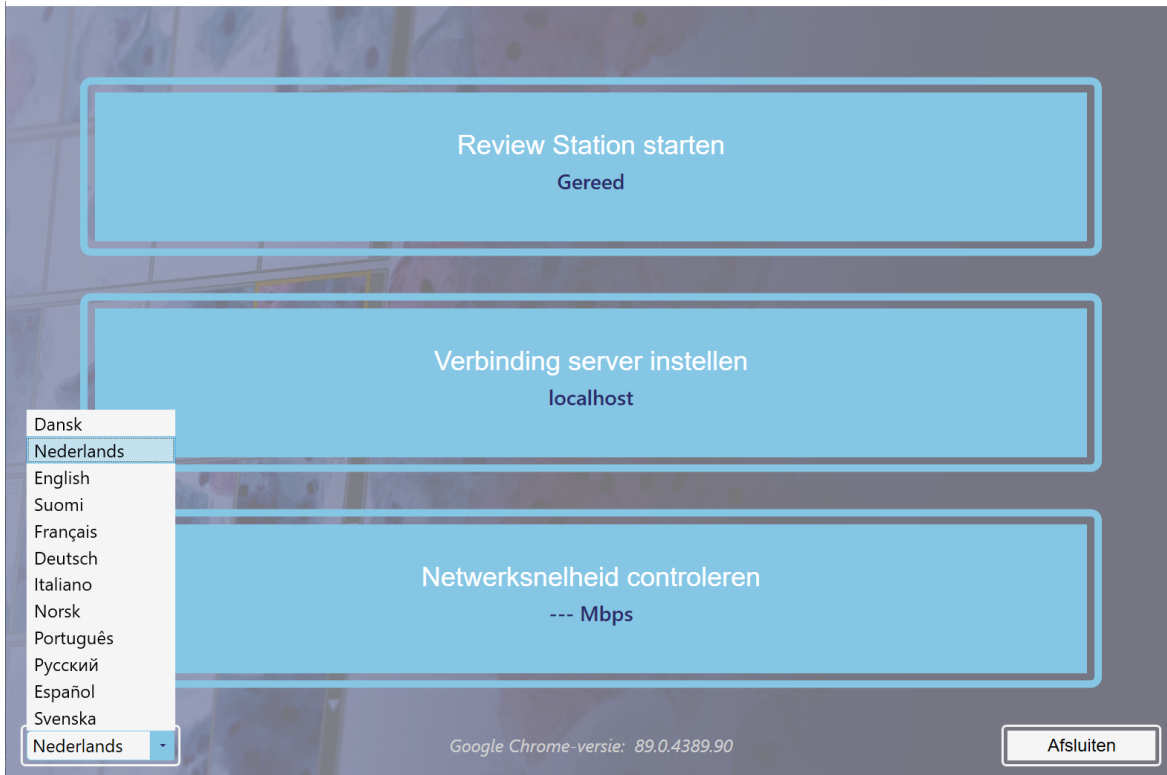 Review Station starten
Gereed
Verbinding server instellen
localhost
Netwerksnelheid controleren
--- Mbps
Dansk
Nederlands
English
Suomi
Français
Deutsch
Italiano
Norsk
Português
Русский
Español
Svenska
Nederlands
Google Chrome-versie: 89.0.4389.90
Afsluiten